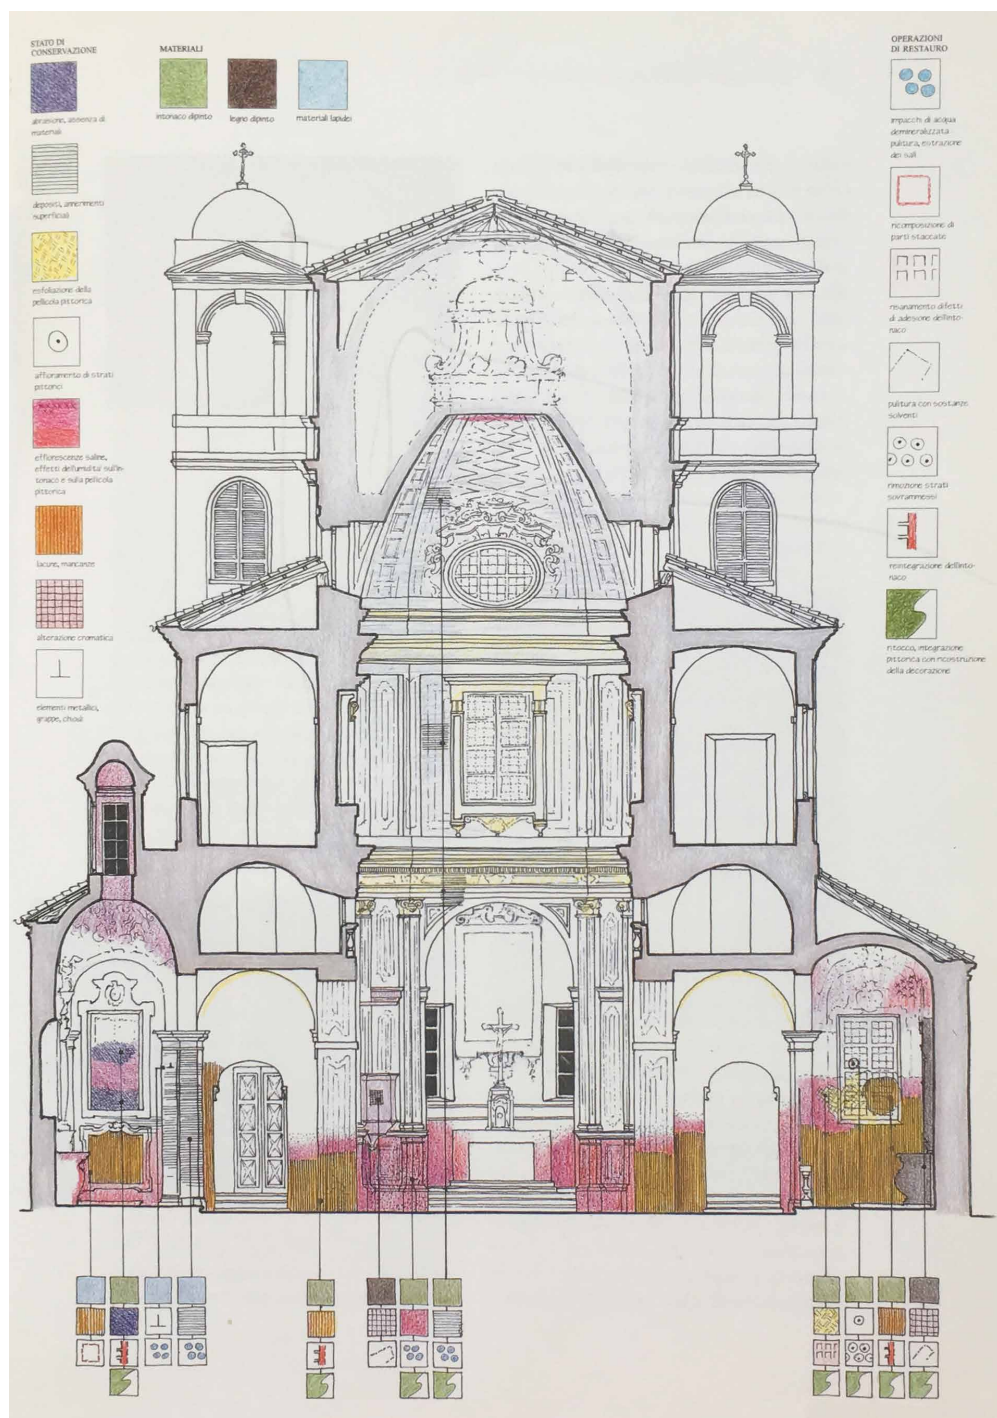 STATO DI
CONSERVAZIONE
abrasione, assenza di
materiali
depositi, annerimenti
superficiali
esfoliazione della
pellicola pittorica
affioramento di strati
pittorici
efflorescenze saline,
effetti dell'umidita' sull'in-
tonaco e sulla pellicola
pittorica
lacune, mancanze
alterazione cromatica
elementi metallici,
grappe, chiodi
MATERIALI
intonaco dipinto
legno dipinto
materiali lapidei
OPERAZIONI
DI RESTAURO
impacchi di acqua
demineralizzata
pulitura, estrazione
dei sali
ricomposizione di
parti staccate
risanamento difetti
di adesione dell'into-
naco
pulitura con sostanze
solventi
rimozione strati
sovrammessi
reintegrazione dell'into-
naco
ritocco, integrazione
pittorica con ricostruzione
della decorazione